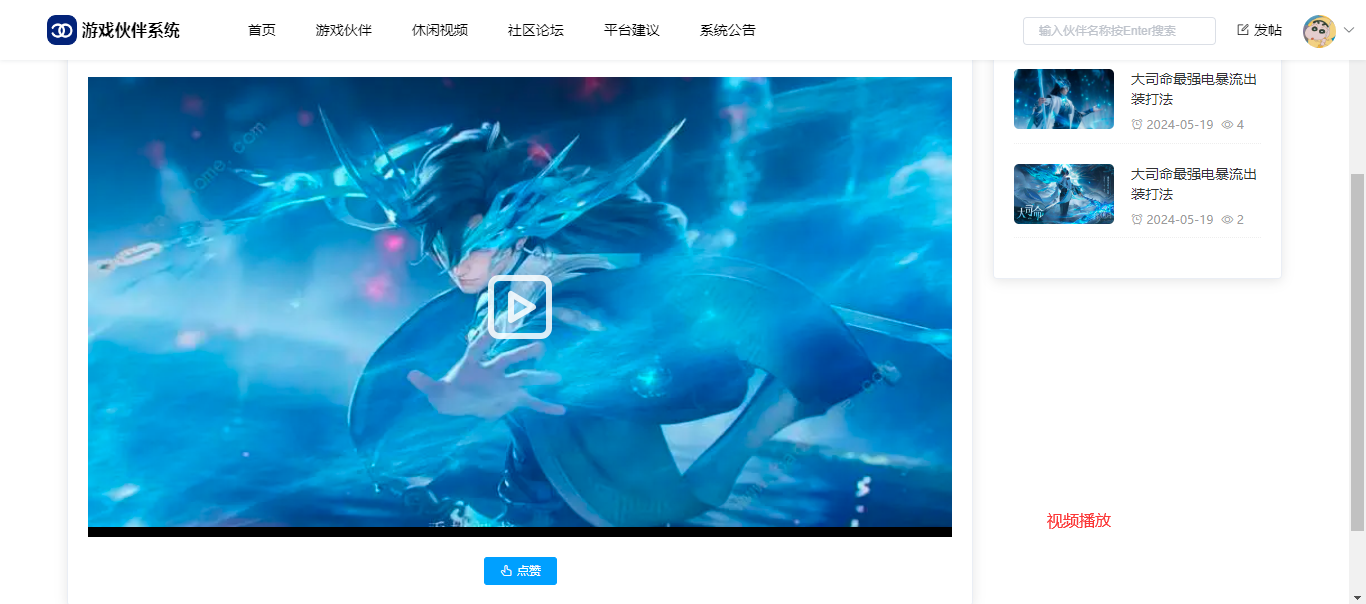 游戏伙伴系统
首页
游戏伙伴
休闲视频
社区论坛
平台建议
系统公告
输入伙伴名称按Enter搜索
发帖
大司命最强电暴流出
装打法
2024-05-19 4
大司命
大司命最强电暴流出
装打法
2024-05-19 2
视频播放
点赞